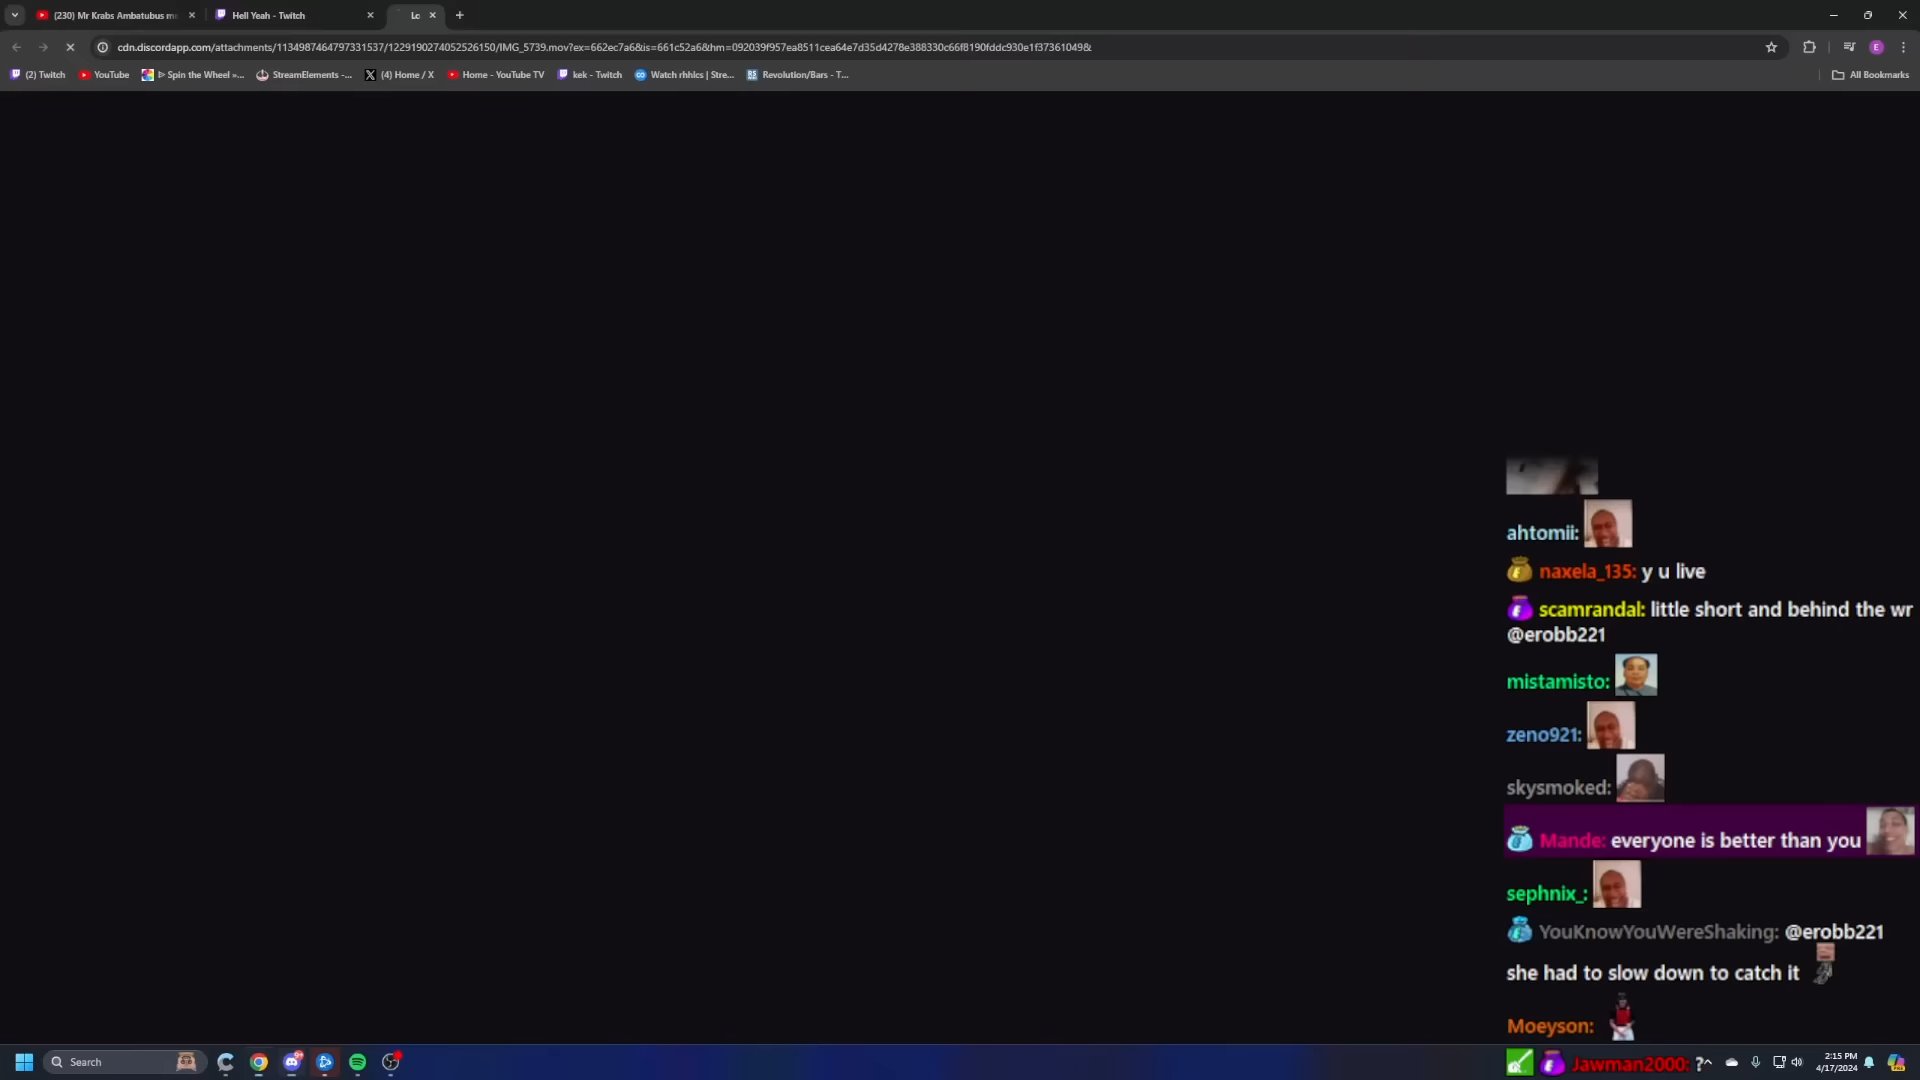 (230) Mr Krabs Ambatubus m
Hell Yeah - Twitch
Lc
cdn.discordapp.com/attachments/1134987464797331537/1229190274052526150/IMG_5739.mov?ex=662ec7a6&is=661c52a6&hm=092039f957ea8511cea64e7d35d4278e388330c66f8190fddc930e1f37361049&
(2) Twitch
YouTube
Spin the Wheel »...
StreamElements -...
(4) Home / X
Home - YouTube TV
kek - Twitch
Watch rhhlcs | Stre...
Revolution/Bars - T...
All Bookmarks
ahtomii:
naxela_135: y u live
scamrandal: little short and behind the wr
@erobb221
mistamisto:
zeno921:
skysmoked:
Mande: everyone is better than you
sephnix_:
YouKnowYouWereShaking: @erobb221
she had to slow down to catch it
Moeyson:
Jawman2000: ?
Search
2:15 PM
4/17/2024